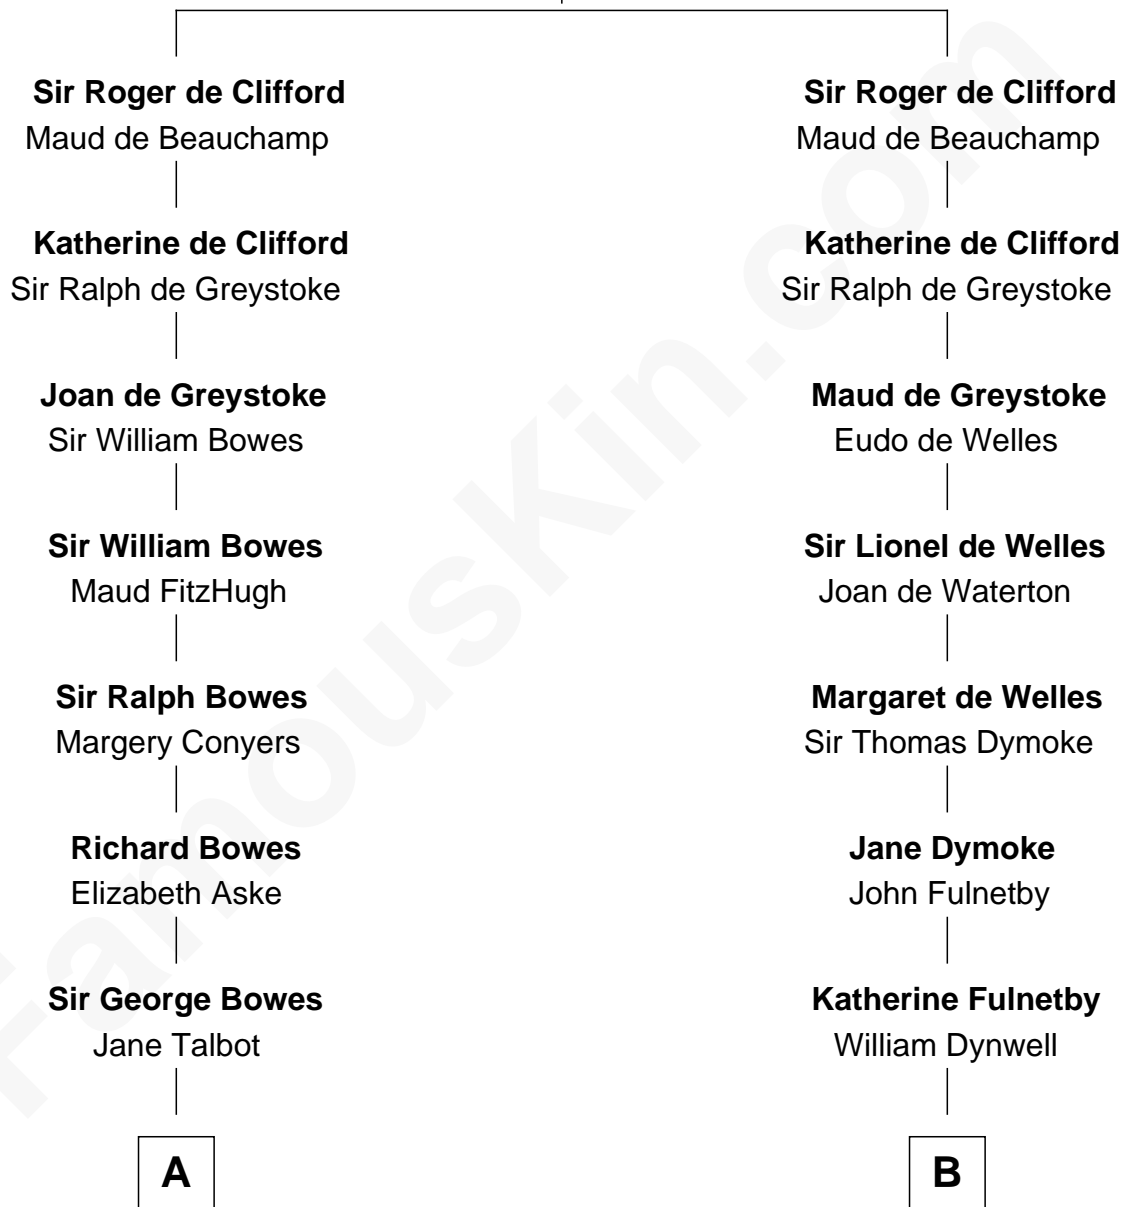 Sir Roger de Clifford
Maud de Beauchamp
Katherine de Clifford
Sir Ralph de Greystoke
Joan de Greystoke
Sir William Bowes
Sir William Bowes
Maud FitzHugh
Sir Ralph Bowes
Margery Conyers
Richard Bowes
Elizabeth Aske
Sir George Bowes
Jane Talbot
A
Sir Roger de Clifford
Maud de Beauchamp
Katherine de Clifford
Sir Ralph de Greystoke
Maud de Greystoke
Eudo de Welles
Sir Lionel de Welles
Joan de Waterton
Margaret de Welles
Sir Thomas Dymoke
Jane Dymoke
John Fulnetby
Katherine Fulnetby
William Dynwell
B
FamousKin.com